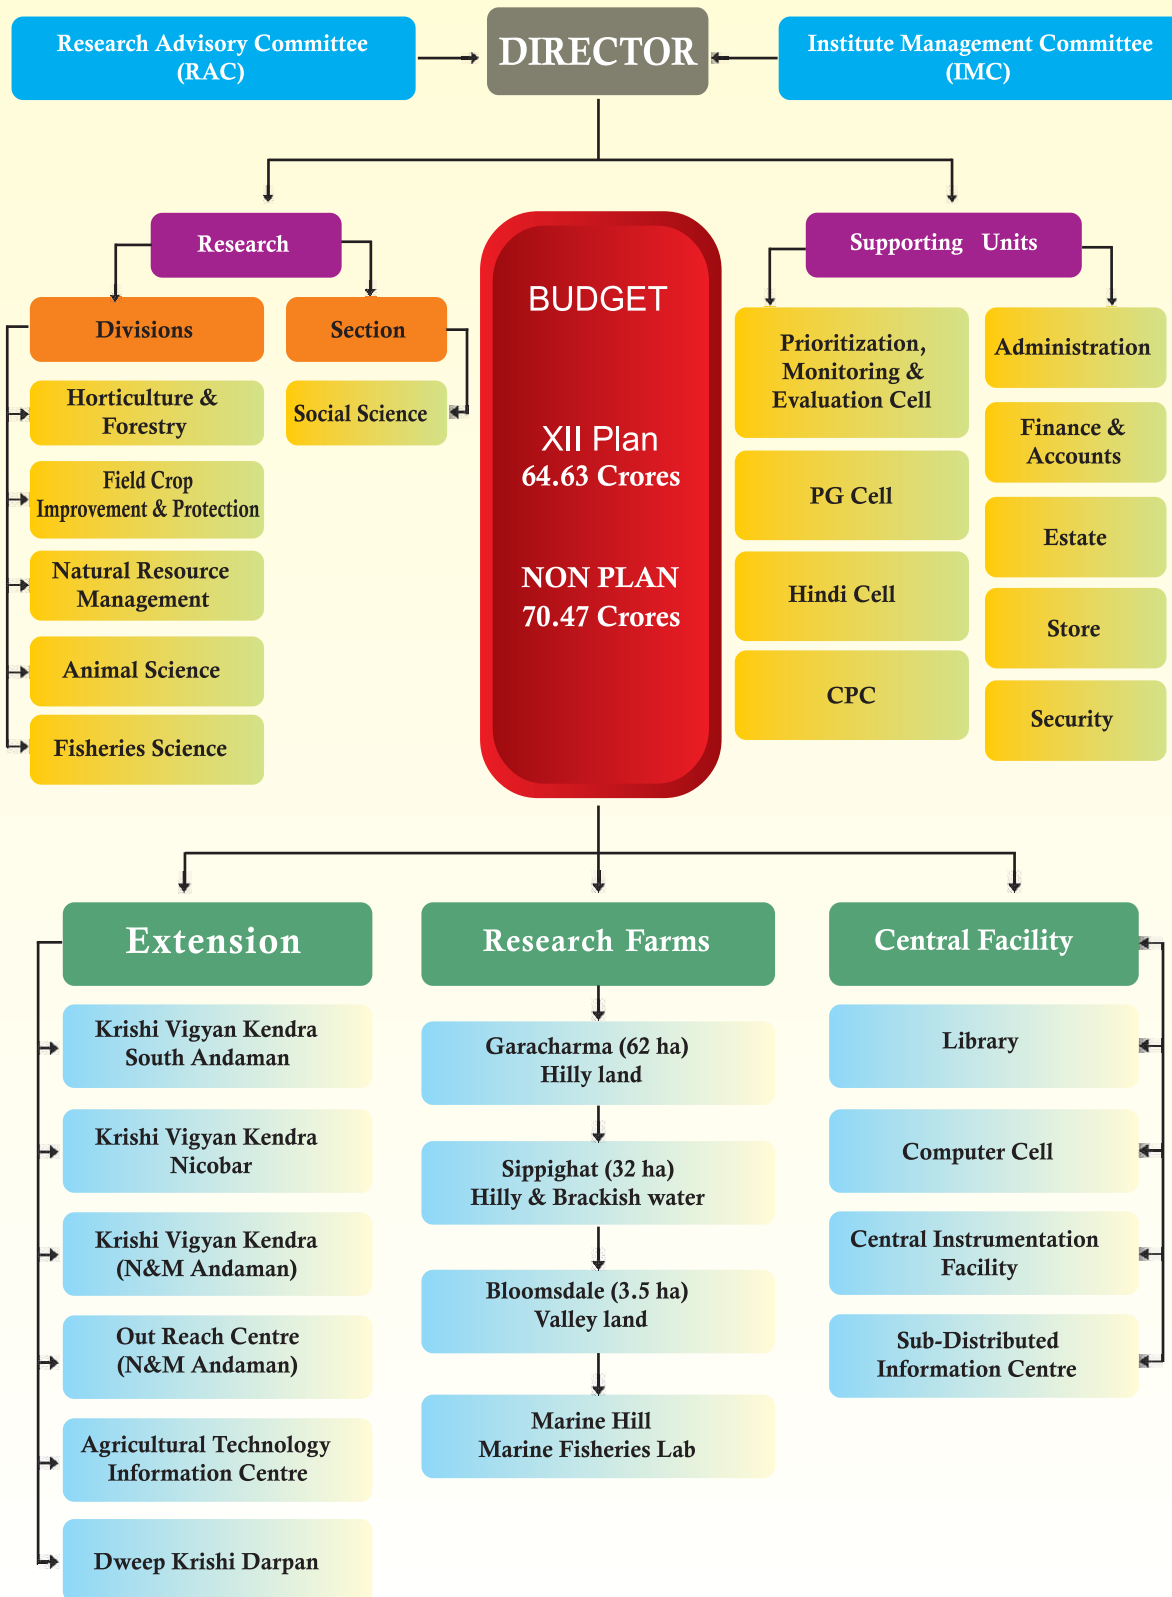 Research Advisory Committee
(RAC)
DIRECTOR
Institute Management Committee
(IMC)
Research
Supporting Units
Divisions
Section
Horticulture &
Forestry
Field Crop
Improvement & Protection
Natural Resource
Management
Animal Science
Fisheries Science
Social Science
BUDGET
XII Plan
64.63 Crores
NON PLAN
70.47 Crores
Prioritization,
Monitoring &
Evaluation Cell
PG Cell
Hindi Cell
CPC
Administration
Finance &
Accounts
Estate
Store
Security
Extension
Krishi Vigyan Kendra
South Andaman
Krishi Vigyan Kendra
Nicobar
Krishi Vigyan Kendra
(N&M Andaman)
Out Reach Centre
(N&M Andaman)
Agricultural Technology
Information Centre
Dweep Krishi Darpan
Research Farms
Garacharma (62 ha)
Hilly land
Sippighat (32 ha)
Hilly & Brackish water
Bloomsdale (3.5 ha)
Valley land
Marine Hill
Marine Fisheries Lab
Central Facility
Library
Computer Cell
Central Instrumentation
Facility
Sub-Distributed
Information Centre